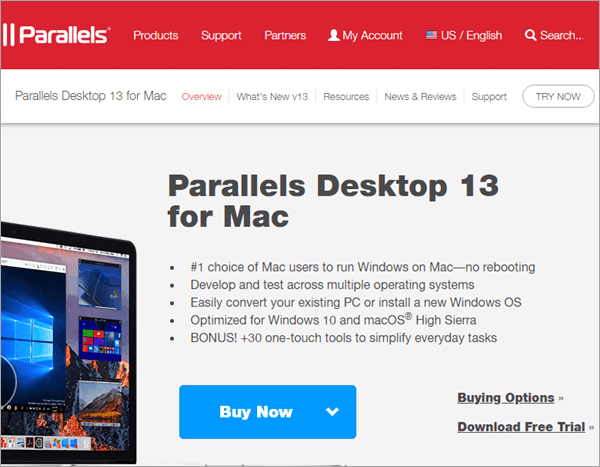 Parallels® Products Support Partners My Account US / English Search...
Parallels Desktop 13 for Mac Overview What's New v13 Resources News & Reviews Support TRY NOW
Parallels Desktop 13
for Mac
• #1 choice of Mac users to run Windows on Mac—no rebooting
• Develop and test across multiple operating systems
• Easily convert your existing PC or install a new Windows OS
• Optimized for Windows 10 and macOS® High Sierra
• BONUS! +30 one-touch tools to simplify everyday tasks
Buy Now
Buying Options »
Download Free Trial »